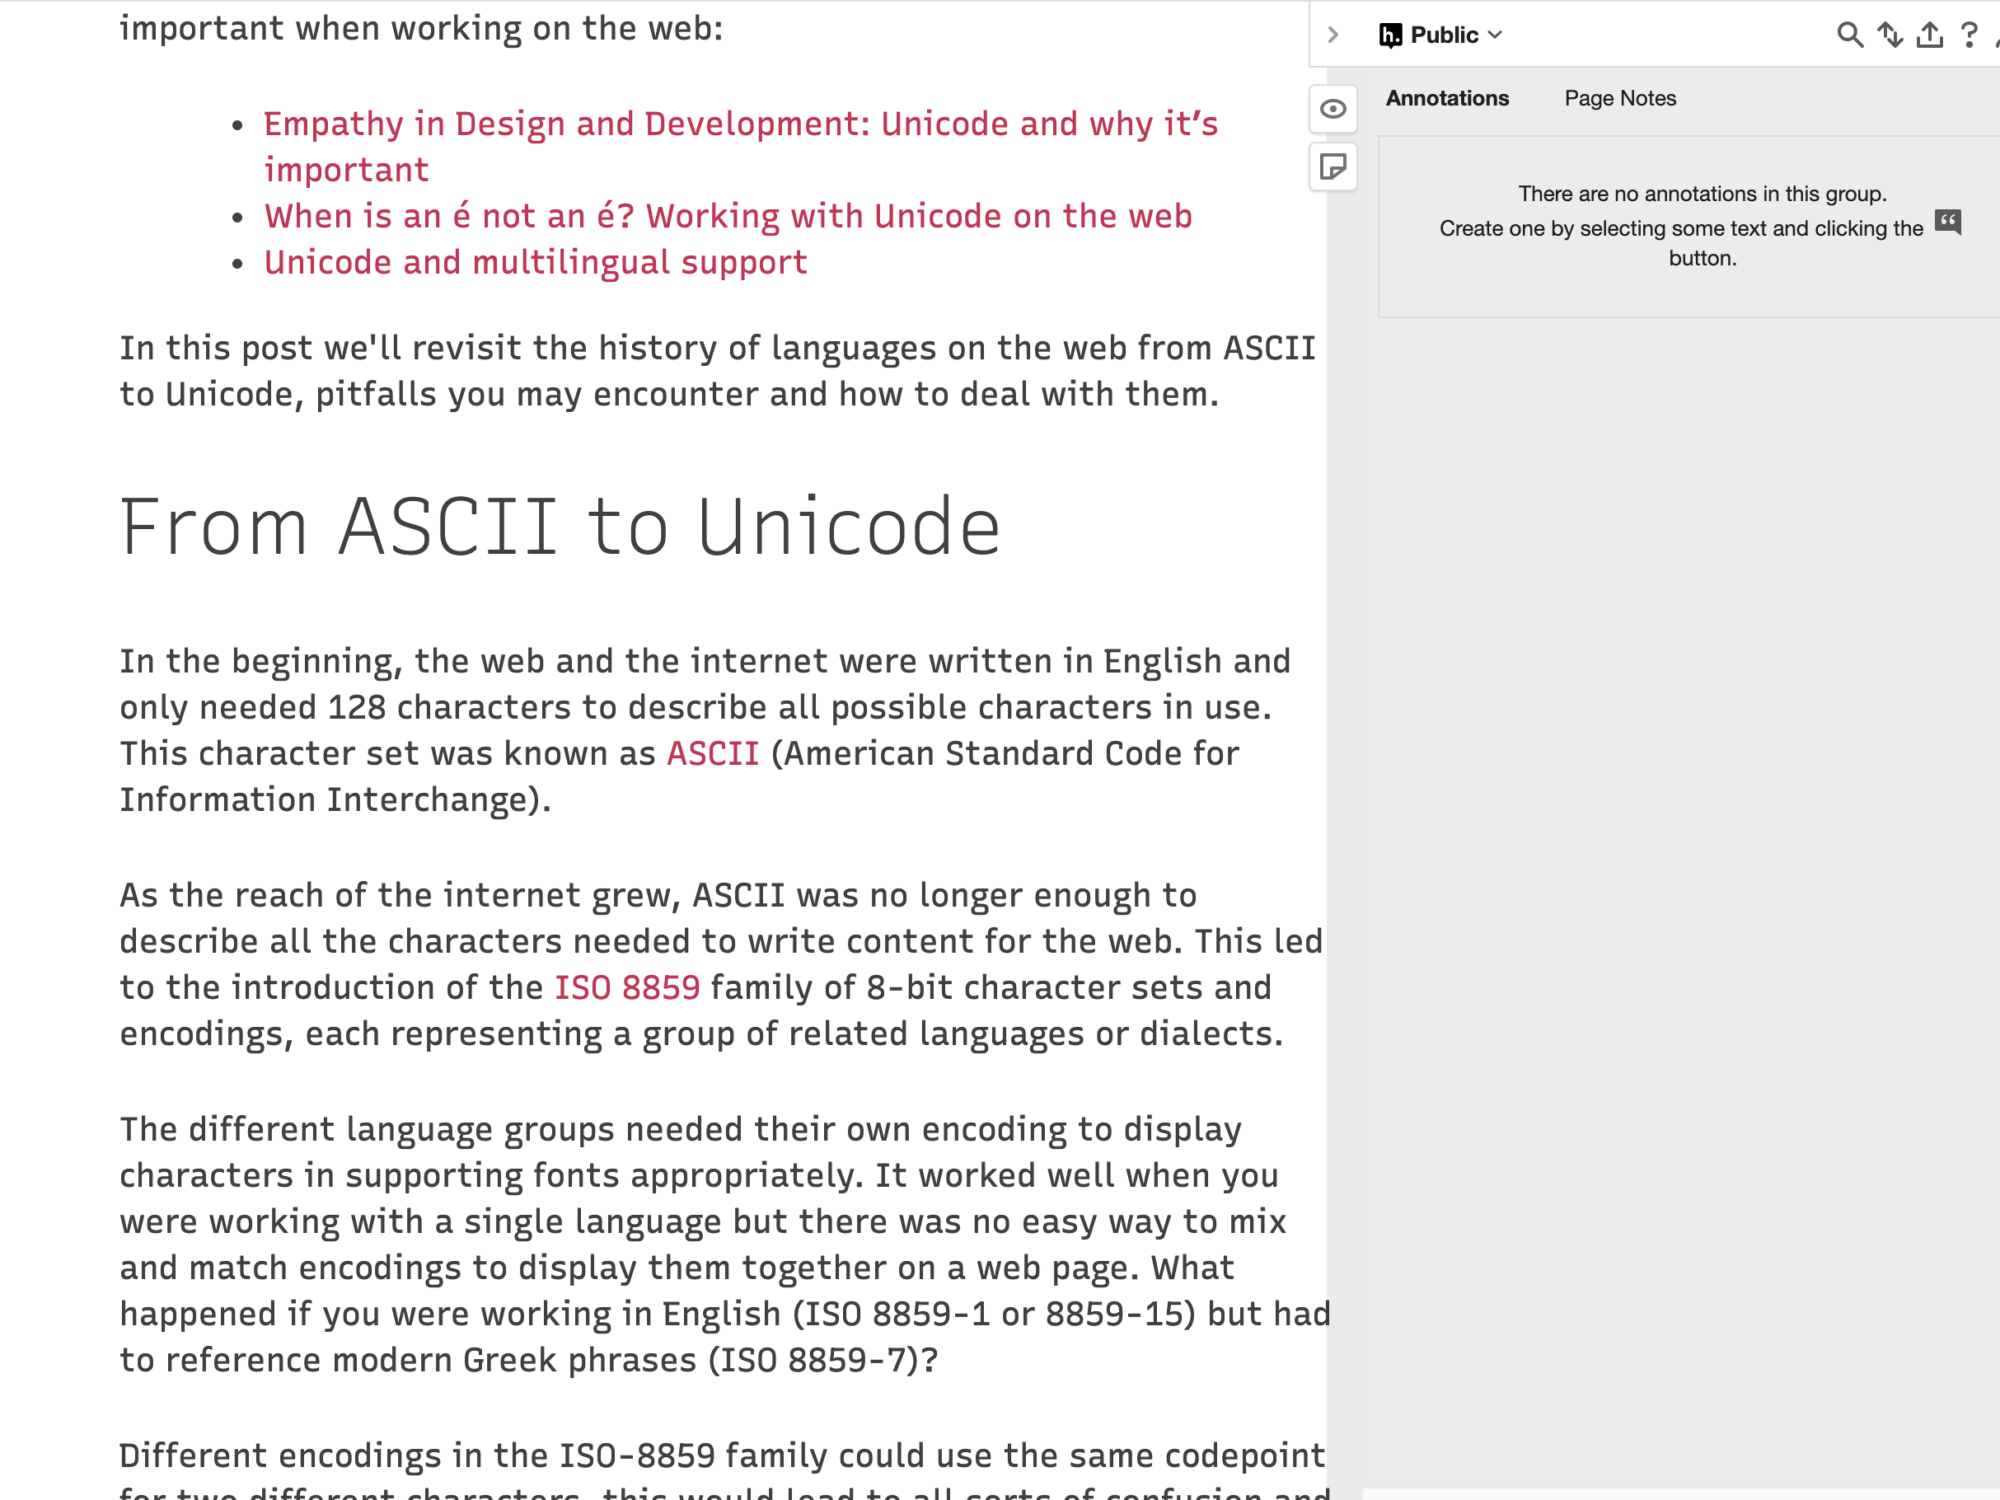 important when working on the web:
• Empathy in Design and Development: Unicode and why it’s
important
• When is an é not an é? Working with Unicode on the web
• Unicode and multilingual support
In this post we'll revisit the history of languages on the web from ASCII
to Unicode, pitfalls you may encounter and how to deal with them.
From ASCII to Unicode
In the beginning, the web and the internet were written in English and
only needed 128 characters to describe all possible characters in use.
This character set was known as ASCII (American Standard Code for
Information Interchange).
As the reach of the internet grew, ASCII was no longer enough to
describe all the characters needed to write content for the web. This led
to the introduction of the ISO 8859 family of 8-bit character sets and
encodings, each representing a group of related languages or dialects.
The different language groups needed their own encoding to display
characters in supporting fonts appropriately. It worked well when you
were working with a single language but there was no easy way to mix
and match encodings to display them together on a web page. What
happened if you were working in English (ISO 8859-1 or 8859-15) but had
to reference modern Greek phrases (ISO 8859-7)?
Different encodings in the ISO-8859 family could use the same codepoint
for two different characters, this would lead to all sorts of confusion and
h. Public
Annotations Page Notes
There are no annotations in this group.
Create one by selecting some text and clicking the
button.